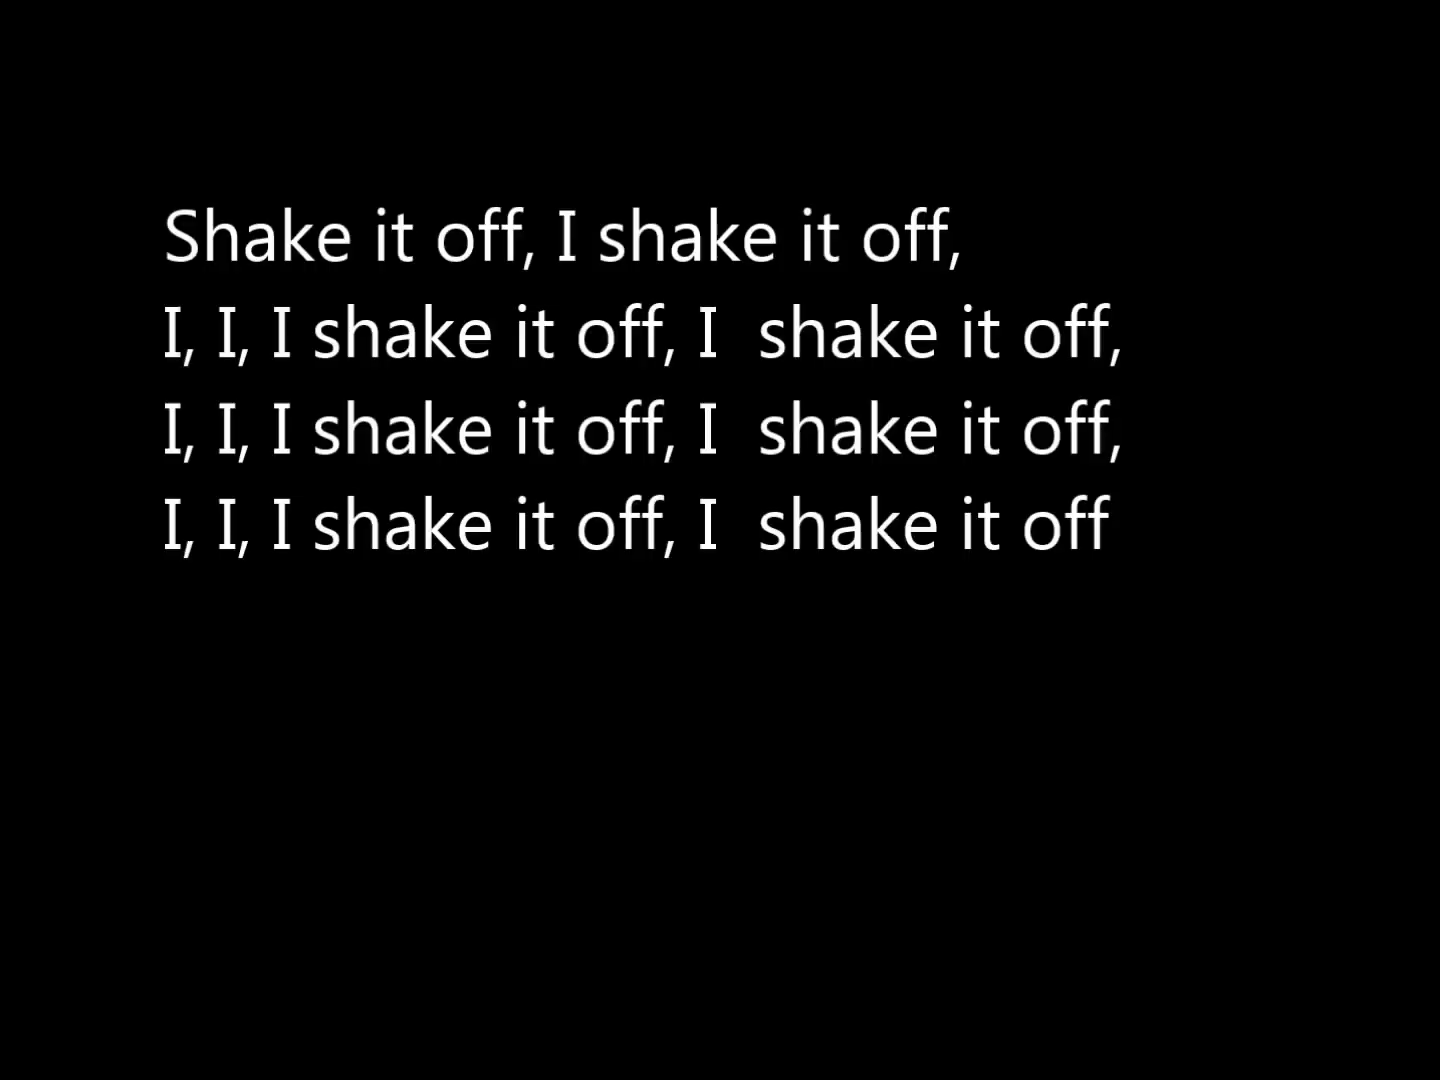 Shake it off, I shake it off,
I, I, I shake it off, I  shake it off,
I, I, I shake it off, I  shake it off,
I, I, I shake it off, I  shake it off